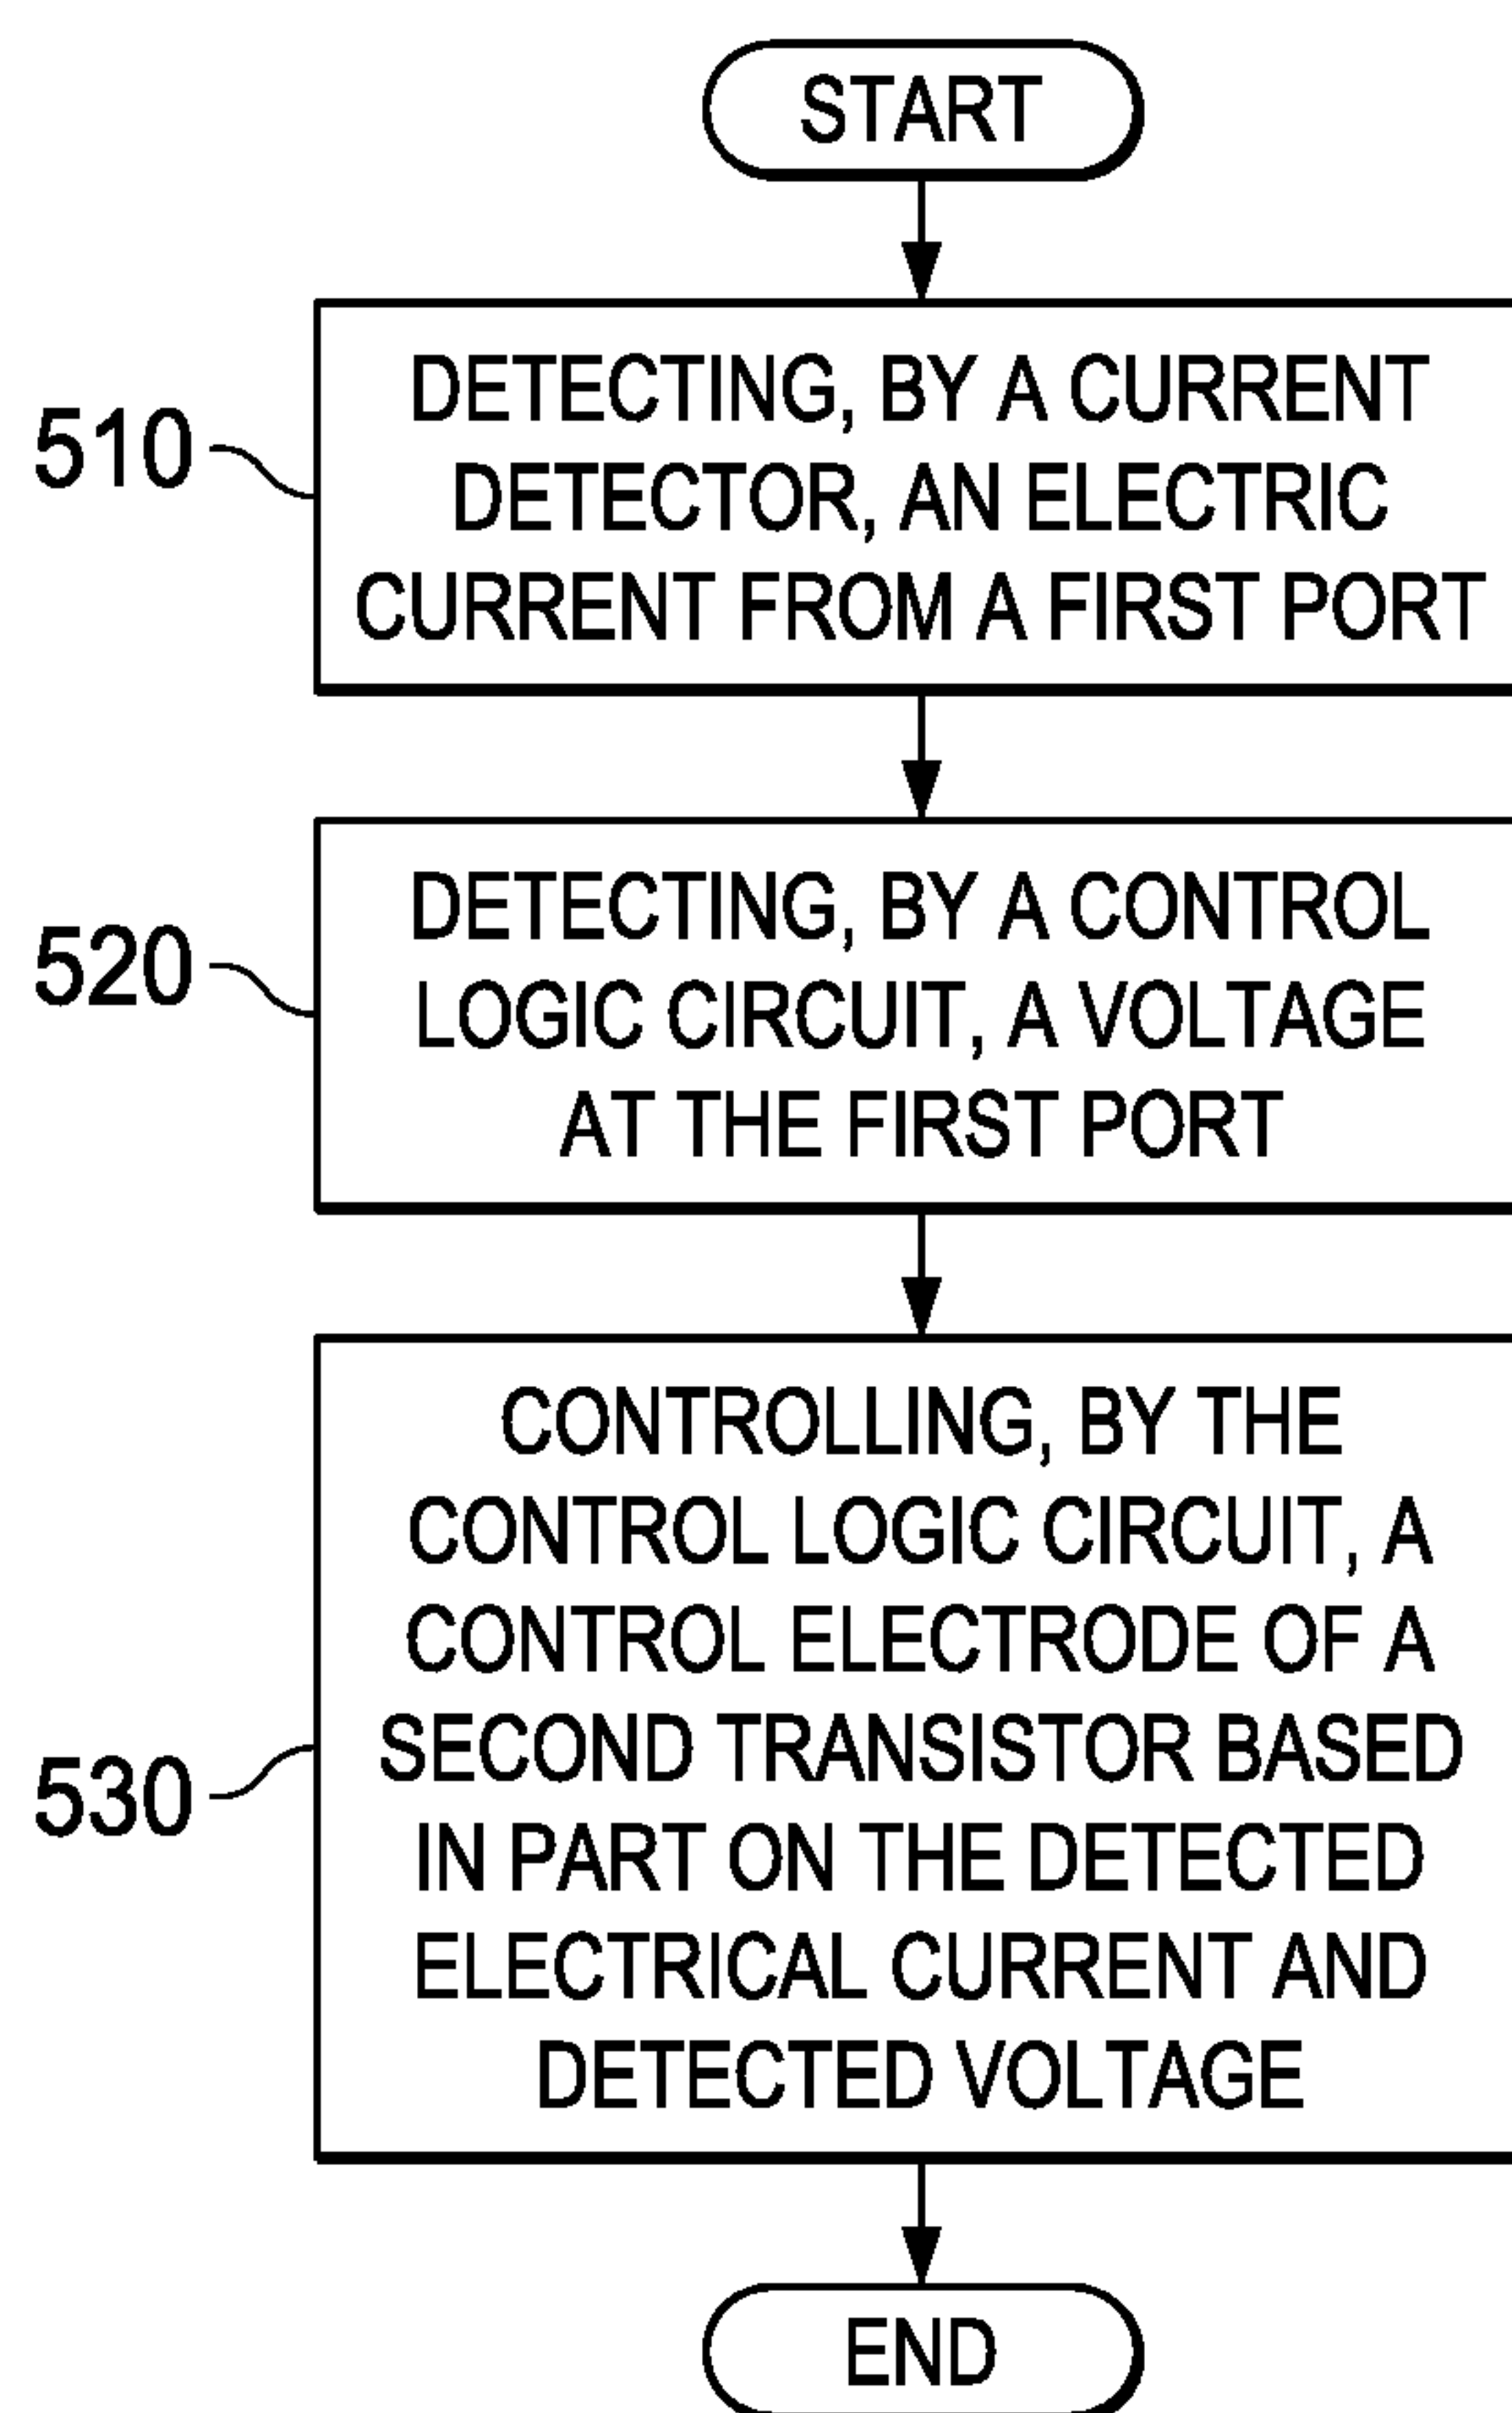 START
510
DETECTING, BY A CURRENT
DETECTOR, AN ELECTRIC
CURRENT FROM A FIRST PORT
520
DETECTING, BY A CONTROL
LOGIC CIRCUIT, A VOLTAGE
AT THE FIRST PORT
530
CONTROLLING, BY THE
CONTROL LOGIC CIRCUIT, A
CONTROL ELECTRODE OF A
SECOND TRANSISTOR BASED
IN PART ON THE DETECTED
ELECTRICAL CURRENT AND
DETECTED VOLTAGE
END